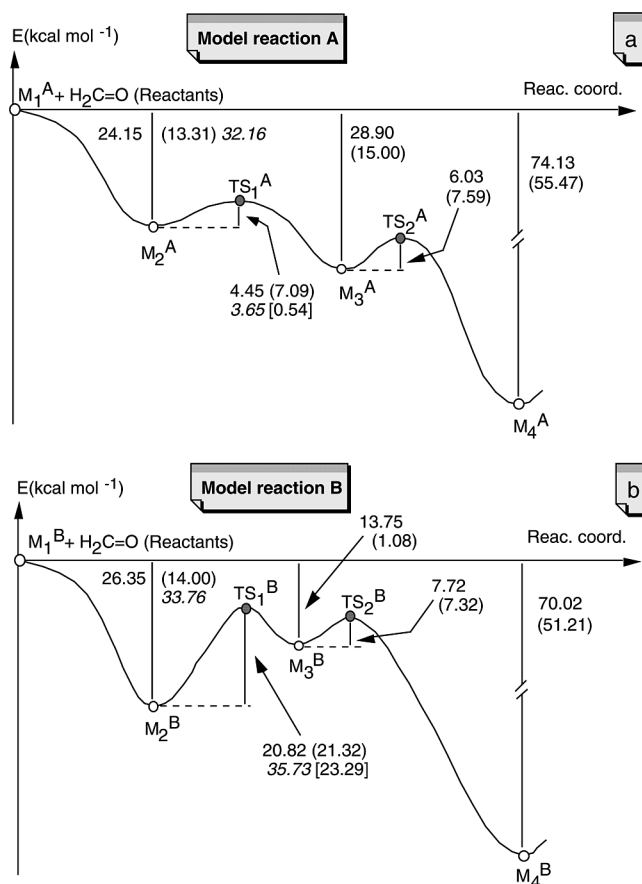 Model reaction A
a
E(kcal mol -1)
M1A + H2C=O (Reactants)
Reac. coord.
24.15 (13.31) 32.16
28.90
(15.00)
74.13
(55.47)
6.03
(7.59)
TS1A
TS2A
M2A
M3A
4.45 (7.09)
3.65 [0.54]
M4A
Model reaction B
b
E(kcal mol -1)
13.75
(1.08)
M1B + H2C=O (Reactants)
Reac. coord.
26.35 (14.00)
33.76
TS1B
TS2B
7.72
(7.32)
70.02
(51.21)
M3B
M2B
20.82 (21.32)
35.73 [23.29]
M4B